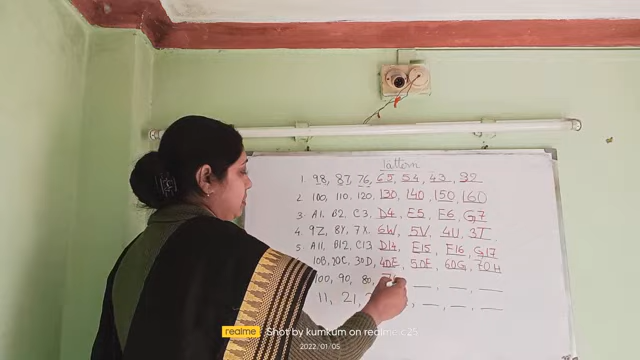 Pattern
1. 98, 87, 76, 65, 54, 43, 32
2. 100, 110, 120, 130, 140, 150, 160
3. A1, B2, C3, D4, E5, E6, G7
4. 9Z, 8Y, 7X, 6W, 5V, 4U, 3T
5. A11, B12, C13, D14, E15, F16, G17
10B, 20C, 30D, 40E, 50E, 60G, 70H
100, 90, 80,
11, 21,
realme Shot by kumkum on realme c25
2022/01/05